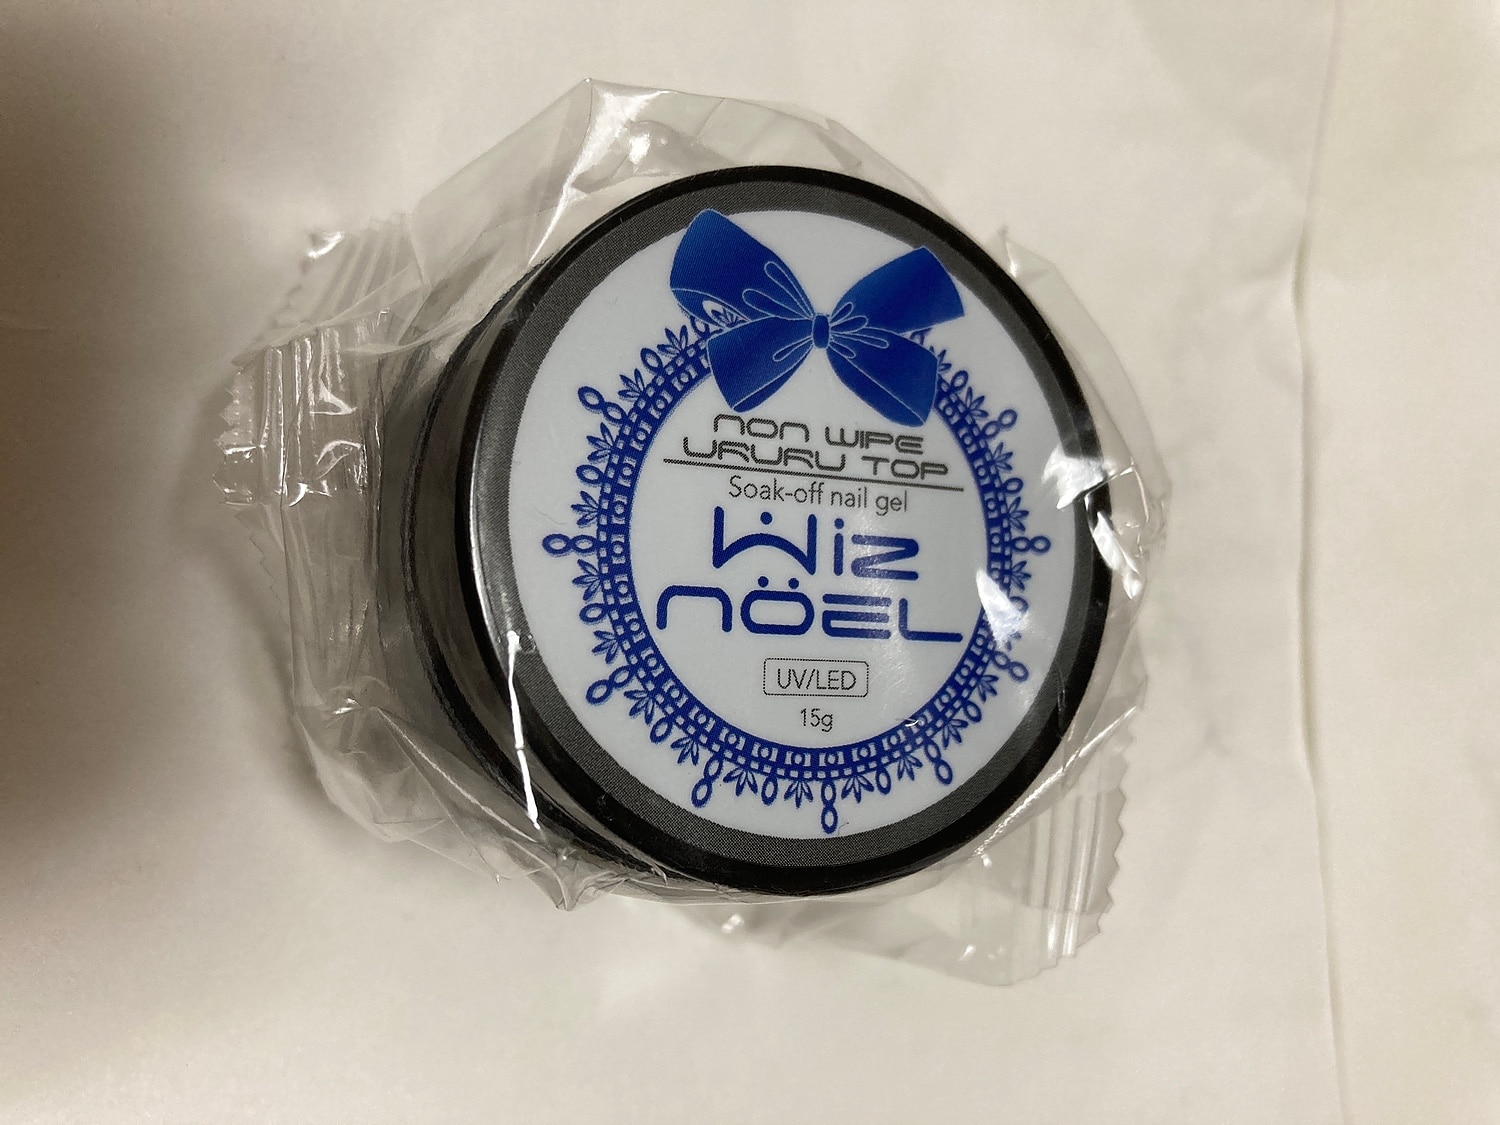 NON WIPE
URURU TOP
Soak-off nail gel
Wiz
NÖEL
UV/LED
15g